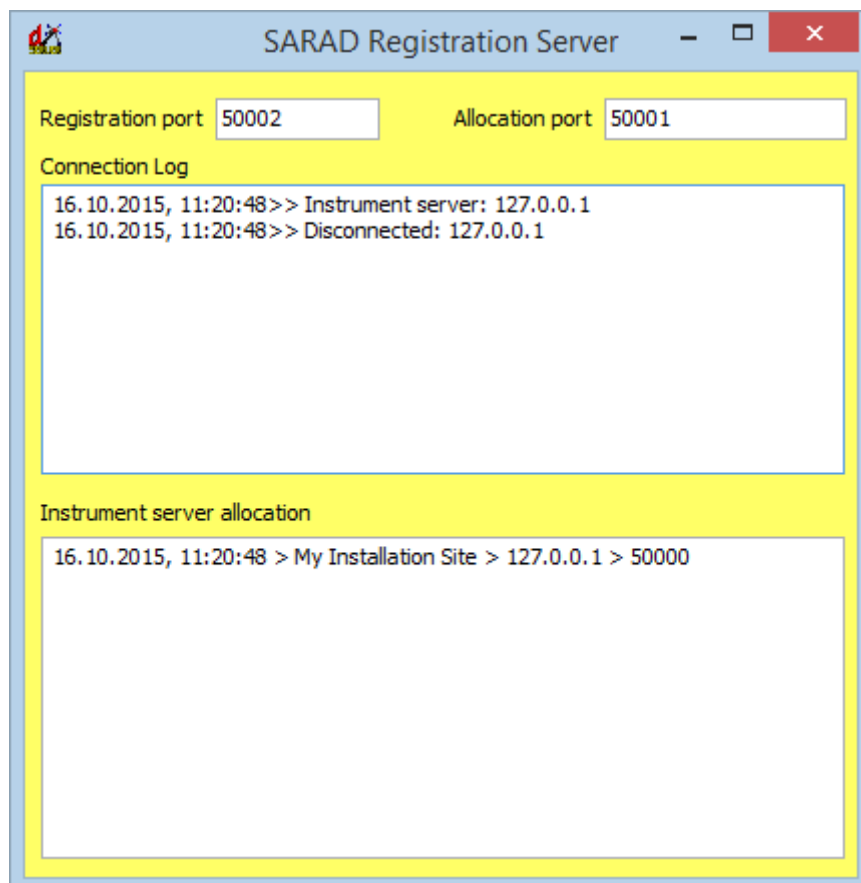 SARAD Registration Server
Registration port 50002 Allocation port 50001
Connection Log
16.10.2015, 11:20:48>> Instrument server: 127.0.0.1
16.10.2015, 11:20:48>> Disconnected: 127.0.0.1
Instrument server allocation
16.10.2015, 11:20:48 > My Installation Site > 127.0.0.1 > 50000